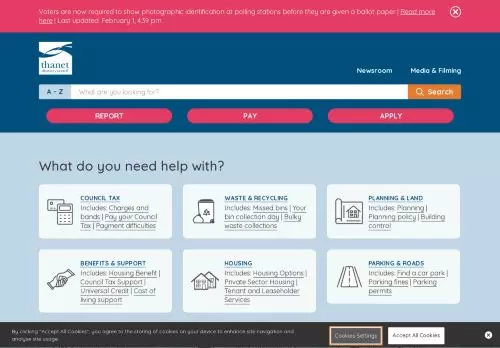 Voters are now required to show photographic identification at polling stations before they are given a ballot paper | Read more
here | Last updated: February 1, 4:39 pm
thanet
district council
Newsroom
Media & Filming
A - Z
What are you looking for?
Search
REPORT
PAY
APPLY
What do you need help with?
COUNCIL TAX
Includes: Charges and
bands | Pay your Council
Tax | Payment difficulties
WASTE & RECYCLING
Includes: Missed bins | Your
bin collection day | Bulky
waste collections
PLANNING & LAND
Includes: Planning |
Planning policy | Building
control
BENEFITS & SUPPORT
Includes: Housing Benefit |
Council Tax Support |
Universal Credit | Cost of
living support
HOUSING
Includes: Housing Options |
Private Sector Housing |
Tenant and Leaseholder
Services
PARKING & ROADS
Includes: Find a car park |
Parking fines | Parking
permits
By clicking "Accept All Cookies", you agree to the storing of cookies on your device to enhance site navigation and
analyse site usage.
Cookies Settings
Accept All Cookies